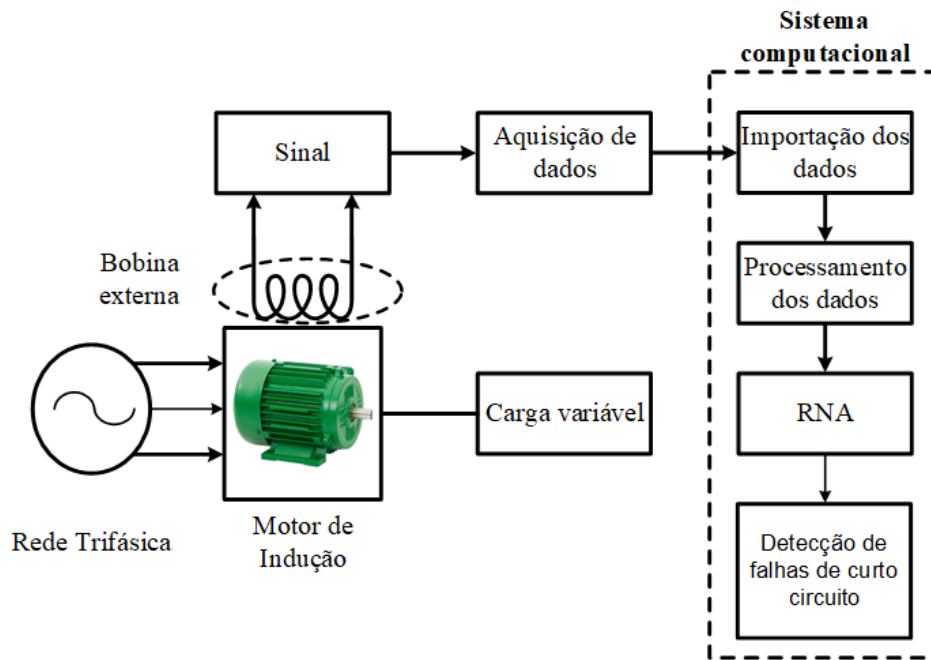 Sistema
computacional
Sinal
Aquisição de
dados
Importação dos
dados
Bobina
externa
Processamento
dos dados
Carga variável
RNA
Rede Trifásica
Motor de
Indução
Detecção de
falhas de curto
circuito